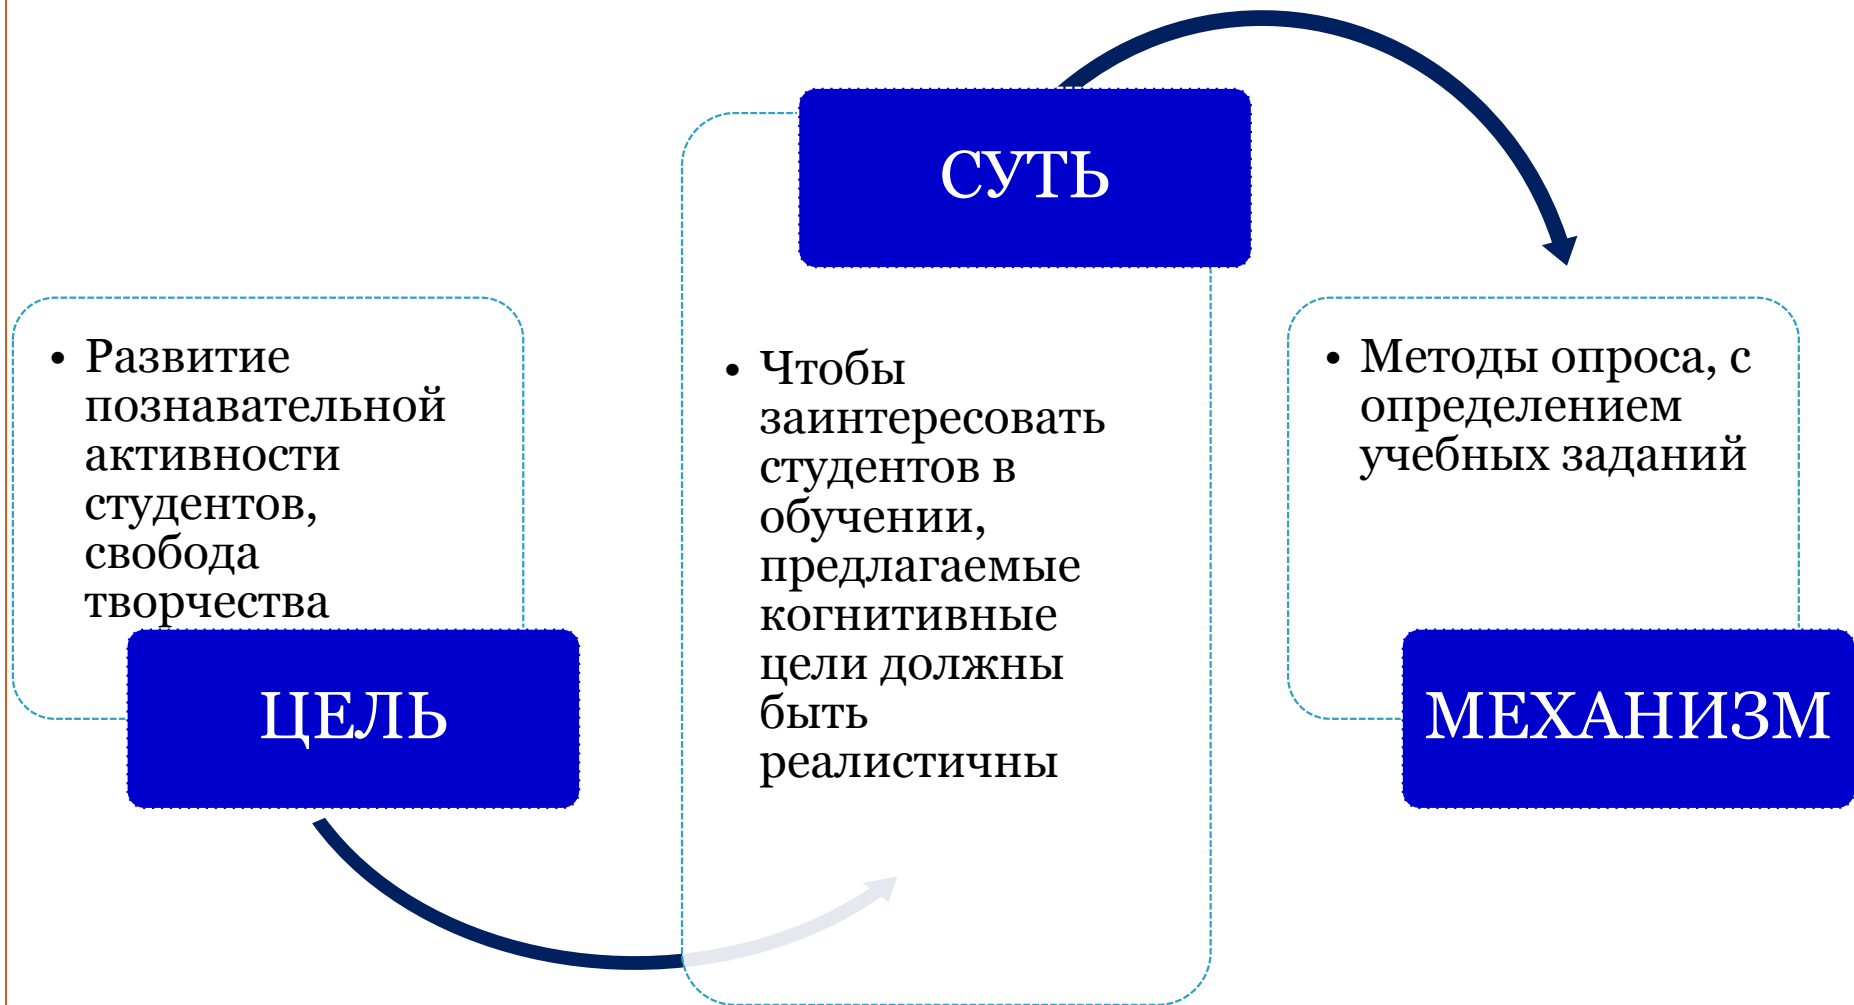 • Развитие
познавательной
активности
студентов,
свобода
творчества
ЦЕЛЬ
СУТЬ
• Чтобы
заинтересовать
студентов в
обучении,
предлагаемые
когнитивные
цели должны
быть
реалистичны
• Методы опроса, с
определением
учебных заданий
МЕХАНИЗМ